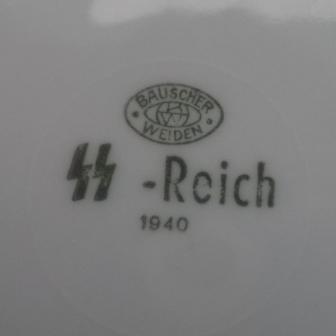 BAUSCHER
WEIDEN
ᛋᛋ-Reich
1940